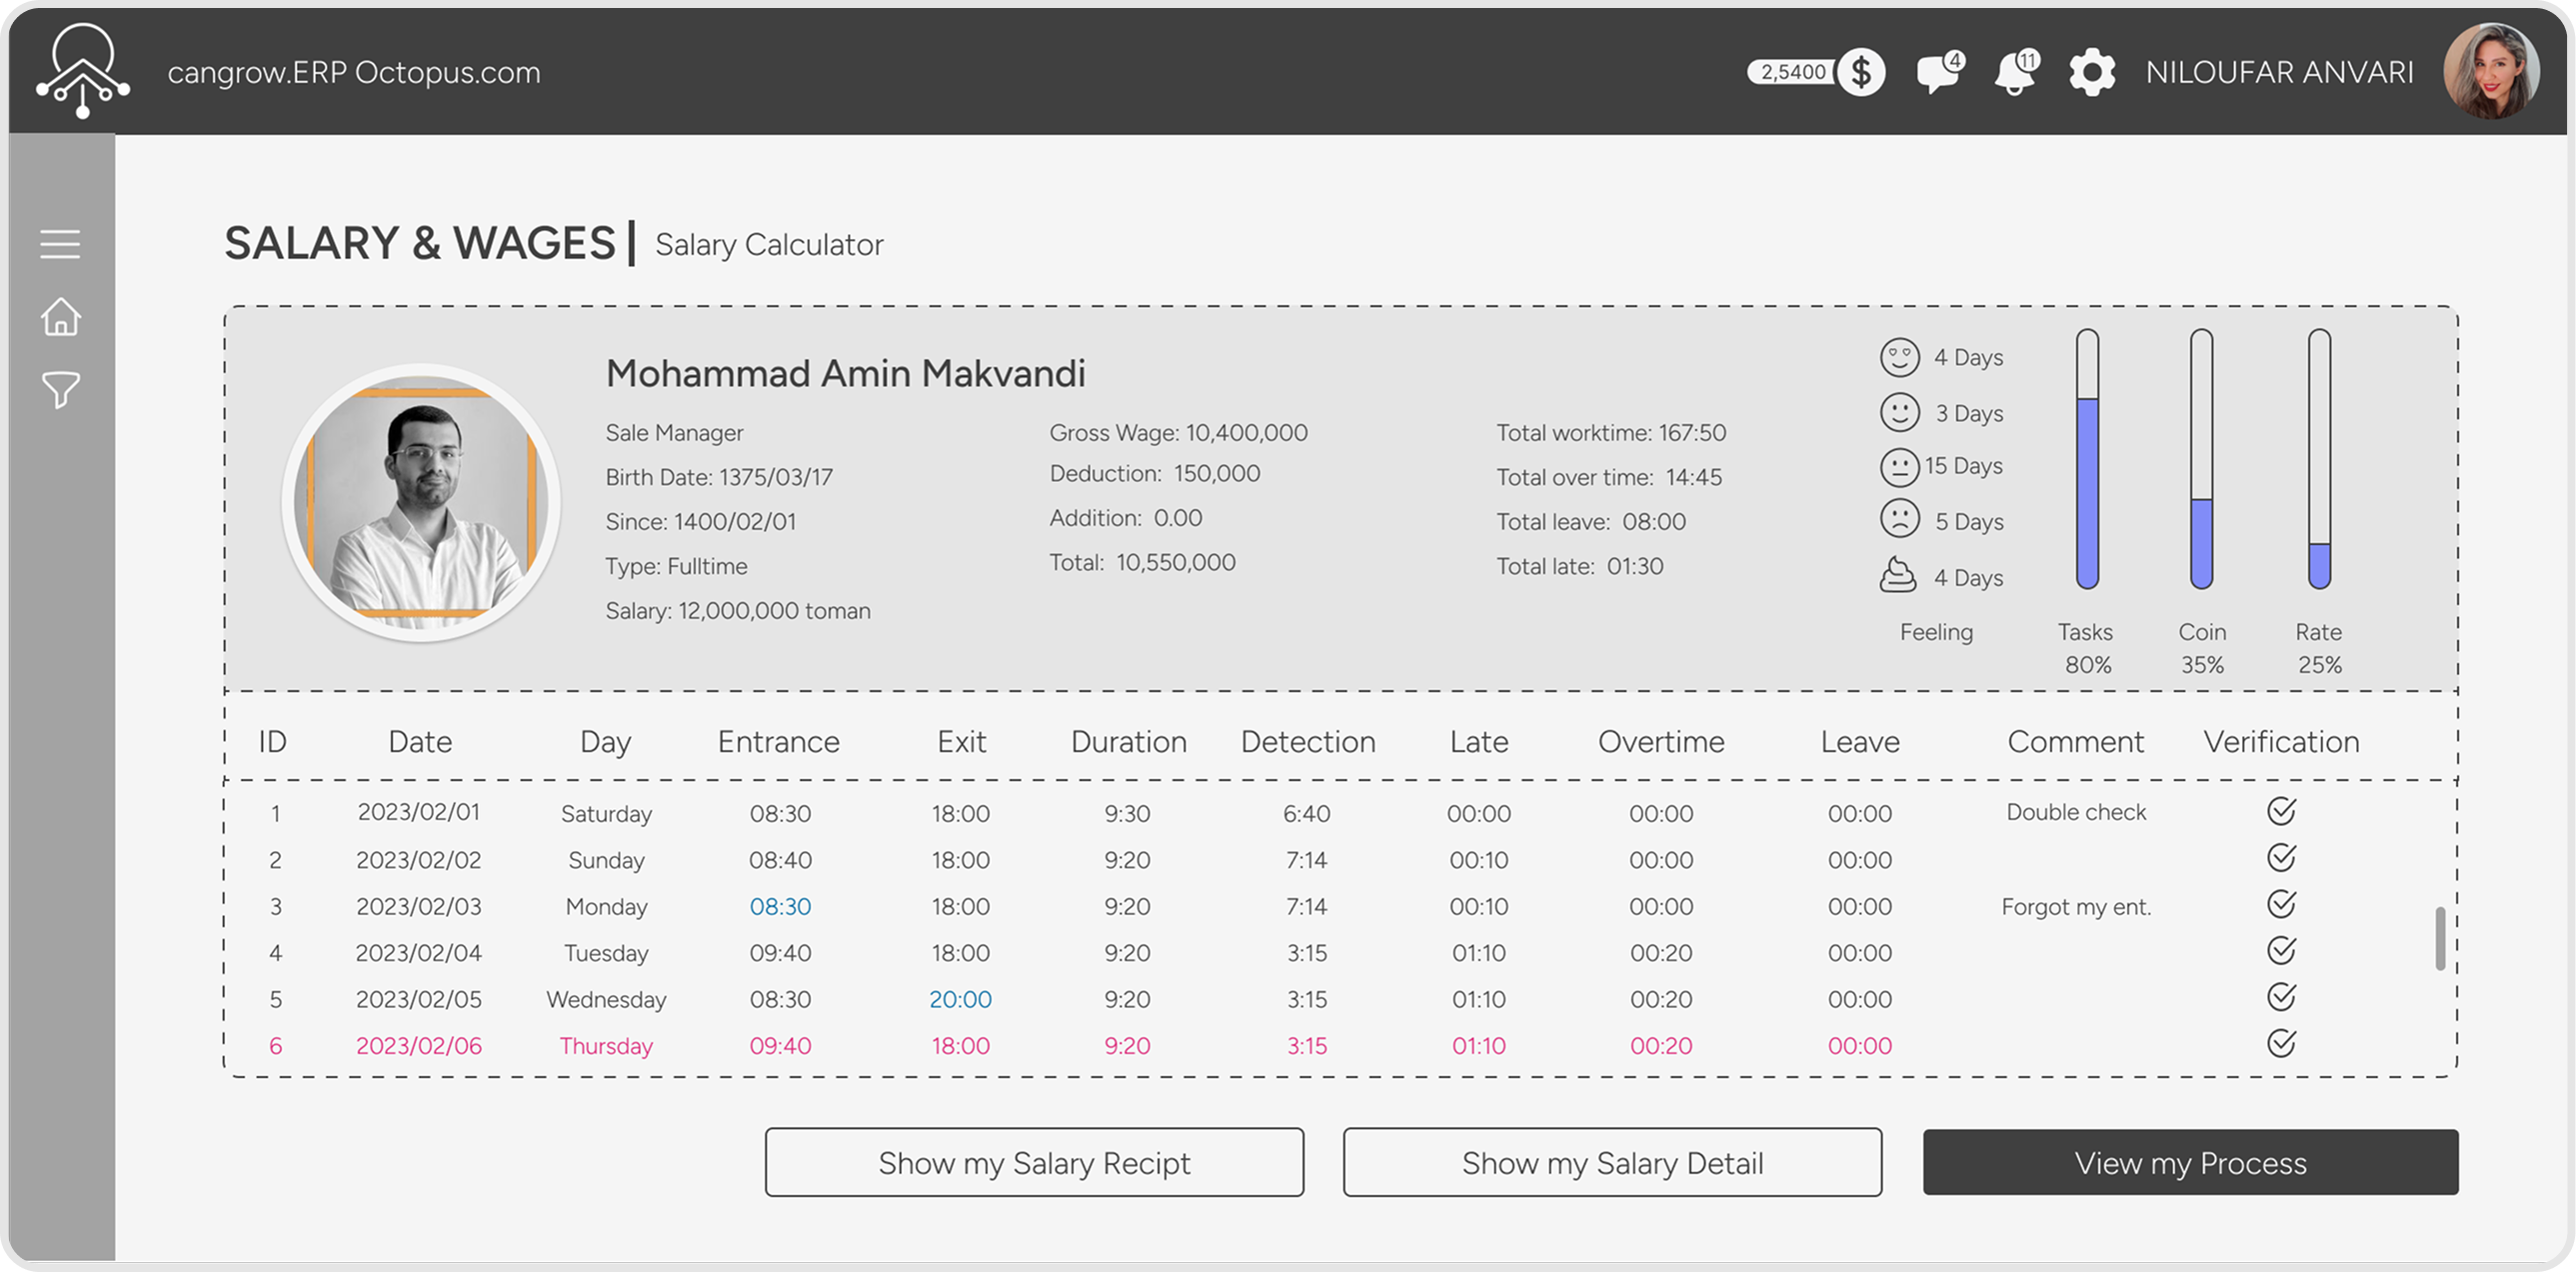 cangrow.ERP Octopus.com
2,5400 $ 4 11 NILOUFAR ANVARI
SALARY & WAGES | Salary Calculator
Mohammad Amin Makvandi
Sale Manager
Birth Date: 1375/03/17
Since: 1400/02/01
Type: Fulltime
Salary: 12,000,000 toman
Gross Wage: 10,400,000
Deduction: 150,000
Addition: 0.00
Total: 10,550,000
Total worktime: 167:50
Total over time: 14:45
Total leave: 08:00
Total late: 01:30
4 Days
3 Days
15 Days
5 Days
4 Days
Feeling
Tasks
80%
Coin
35%
Rate
25%
ID Date Day Entrance Exit Duration Detection Late Overtime Leave Comment Verification
1 2023/02/01 Saturday 08:30 18:00 9:30 6:40 00:00 00:00 00:00 Double check
2 2023/02/02 Sunday 08:40 18:00 9:20 7:14 00:10 00:00 00:00
3 2023/02/03 Monday 08:30 18:00 9:20 7:14 00:10 00:00 00:00 Forgot my ent.
4 2023/02/04 Tuesday 09:40 18:00 9:20 3:15 01:10 00:20 00:00
5 2023/02/05 Wednesday 08:30 20:00 9:20 3:15 01:10 00:20 00:00
6 2023/02/06 Thursday 09:40 18:00 9:20 3:15 01:10 00:20 00:00
Show my Salary Recipt
Show my Salary Detail
View my Process